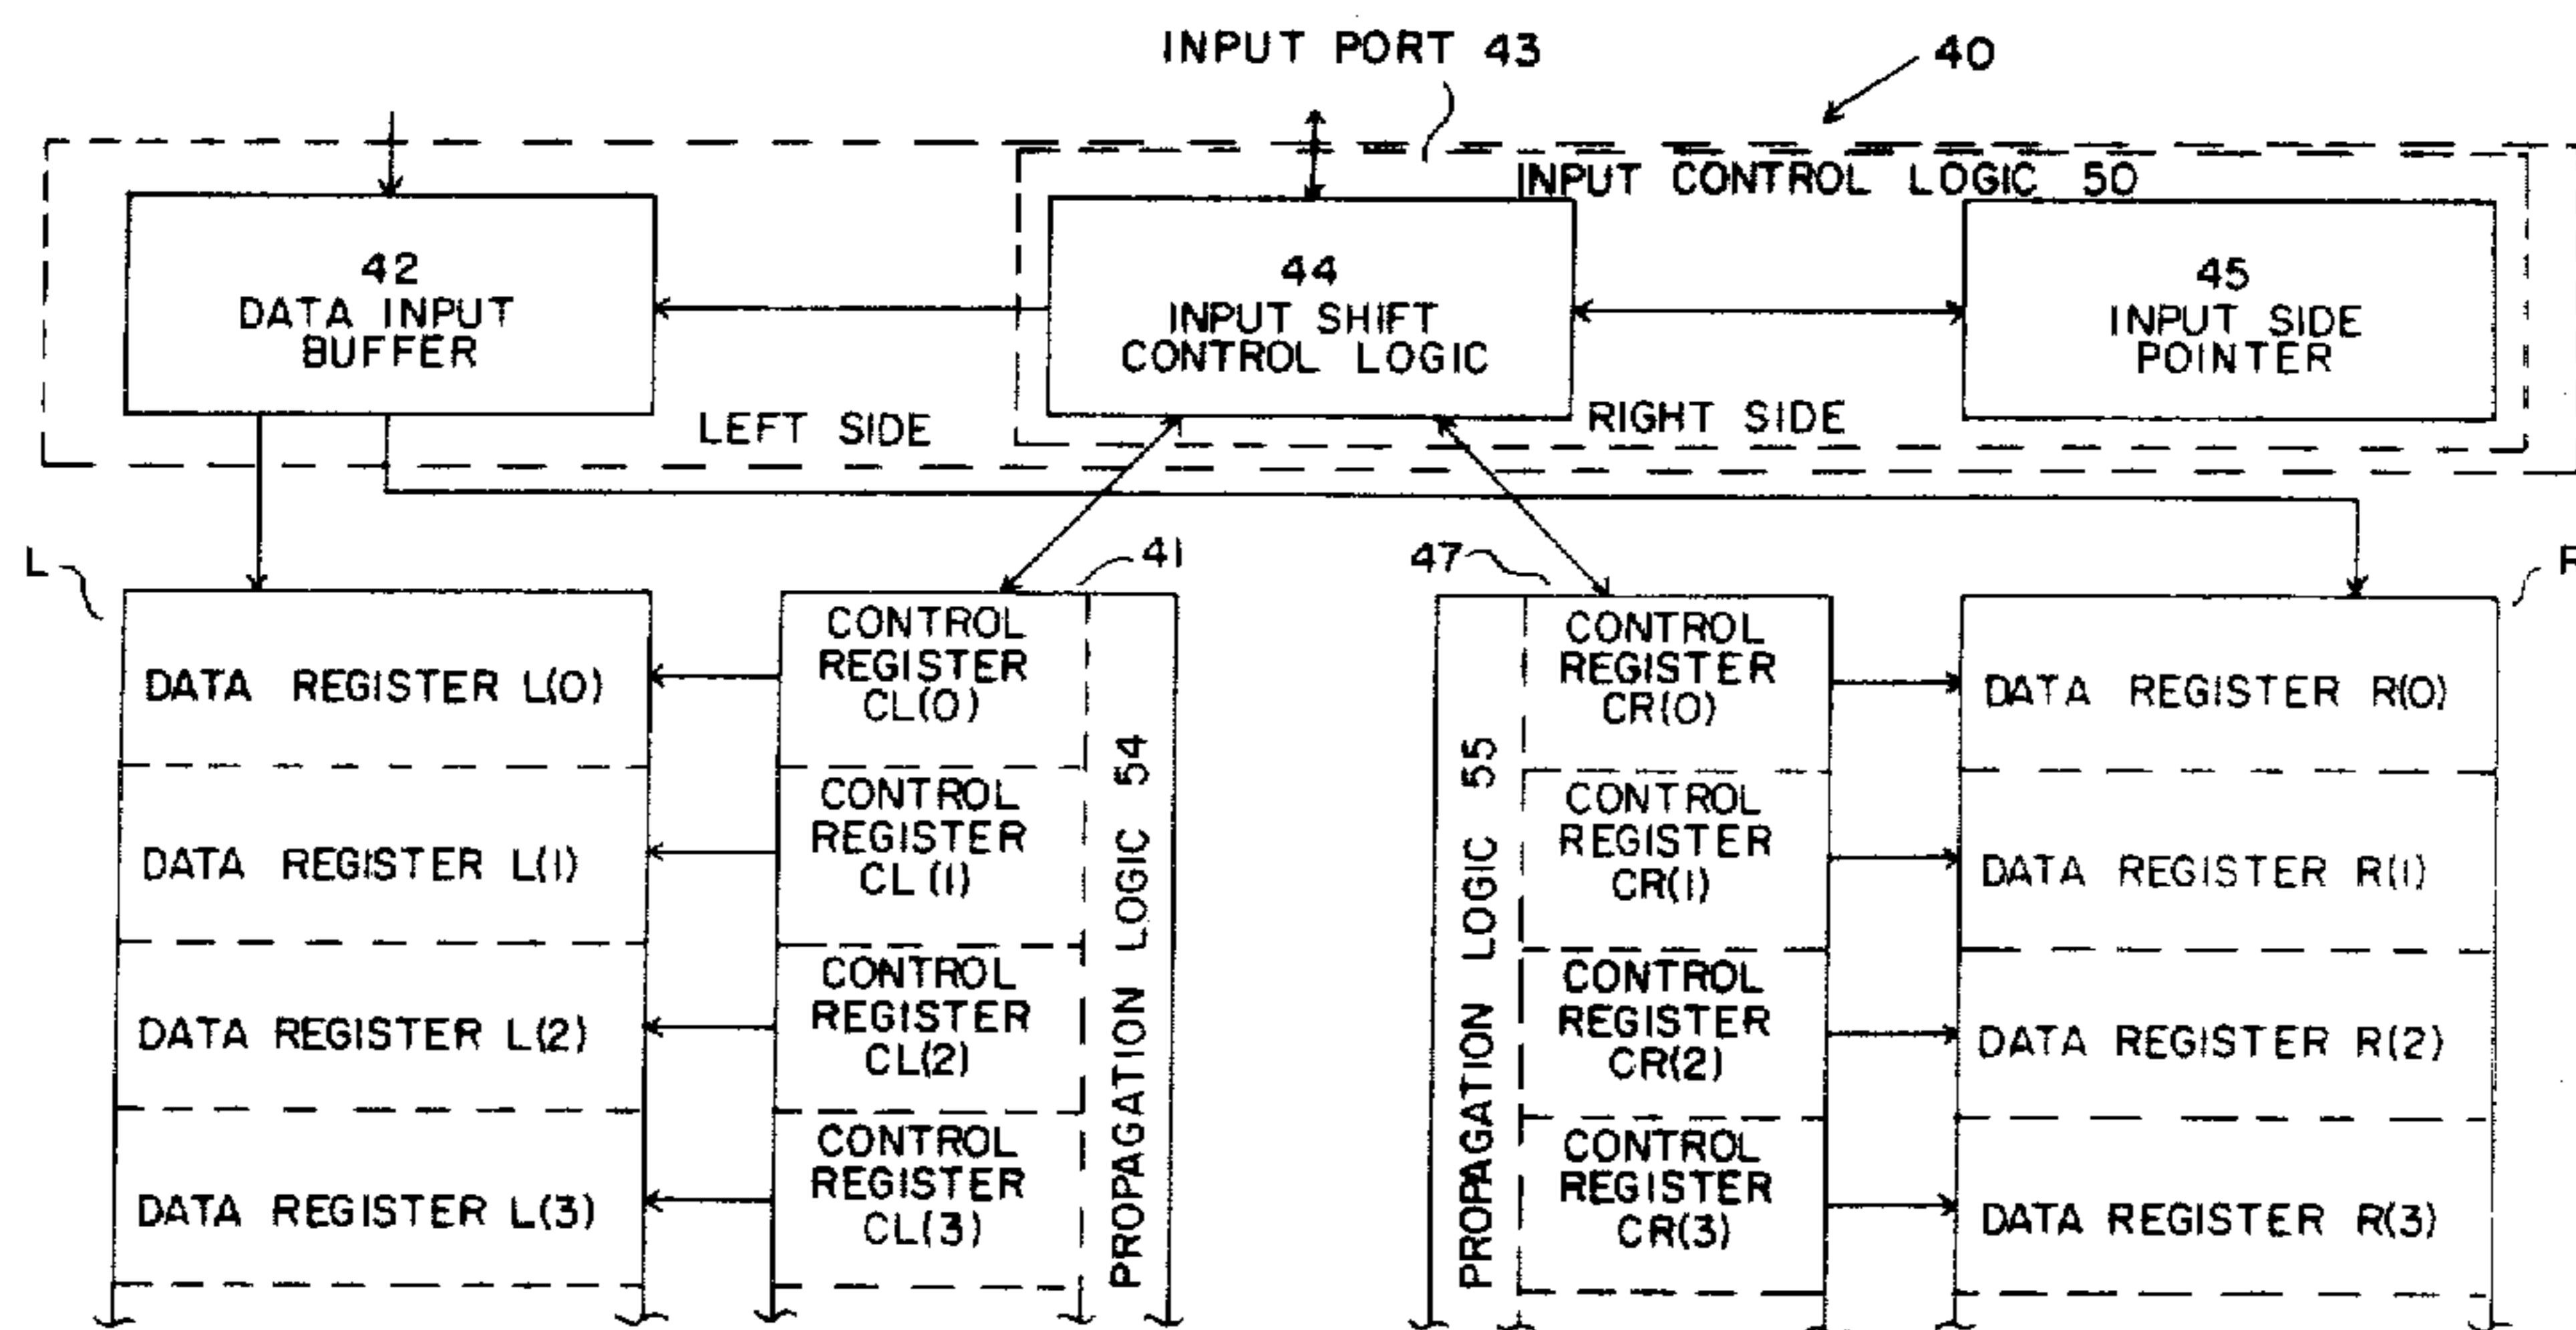 INPUT PORT 43
40
INPUT CONTROL LOGIC 50
42
DATA INPUT
BUFFER
44
INPUT SHIFT
CONTROL LOGIC
45
INPUT SIDE
POINTER
LEFT SIDE
RIGHT SIDE
L
41
47
R
DATA REGISTER L(0)
DATA REGISTER L(1)
DATA REGISTER L(2)
DATA REGISTER L(3)
CONTROL
REGISTER
CL(0)
CONTROL
REGISTER
CL(1)
CONTROL
REGISTER
CL(2)
CONTROL
REGISTER
CL(3)
PROPAGATION LOGIC 54
PROPAGATION LOGIC 55
CONTROL
REGISTER
CR(0)
CONTROL
REGISTER
CR(1)
CONTROL
REGISTER
CR(2)
CONTROL
REGISTER
CR(3)
DATA REGISTER R(0)
DATA REGISTER R(1)
DATA REGISTER R(2)
DATA REGISTER R(3)